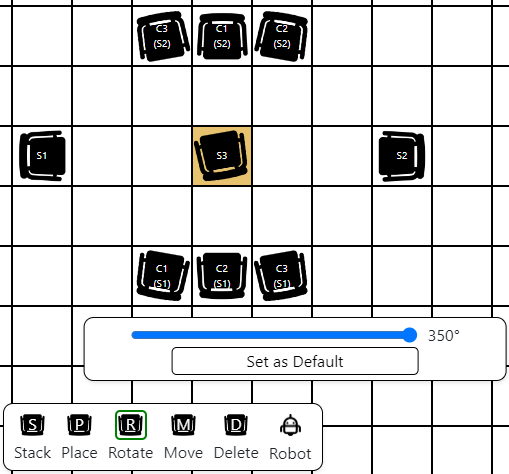 C3 C1 C2
(S2) (S2) (S2)
S1 S3 S2
C1 C2 C3
(S1) (S1) (S1)
350°
Set as Default
S P R M D
Stack Place Rotate Move Delete Robot